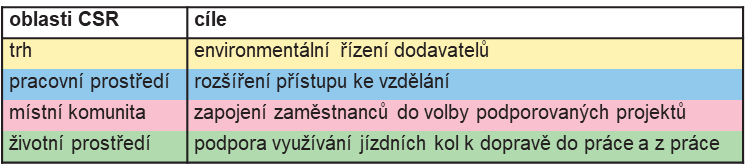 oblasti CSR cíle
trh environmentální řízení dodavatelů
pracovní prostředí rozšíření přístupu ke vzdělání
místní komunita zapojení zaměstnanců do volby podporovaných projektů
životní prostředí podpora využívání jízdních kol k dopravě do práce a z práce